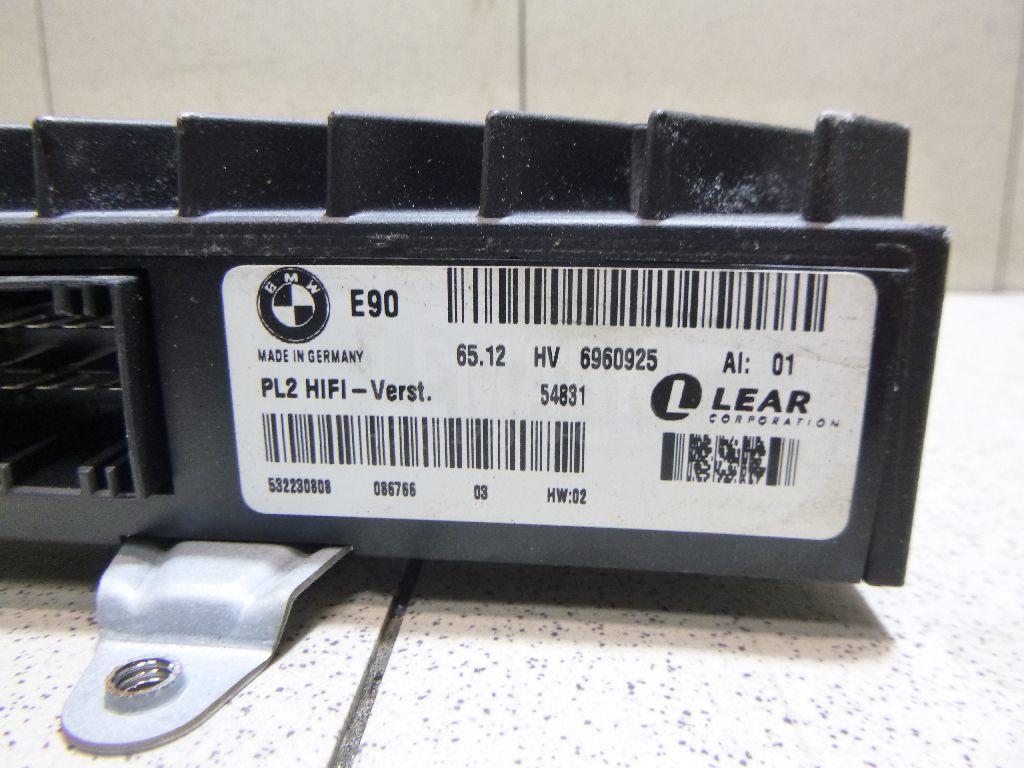 BMW E90
MADE IN GERMANY 65.12 HV 6960925 AI: 01
PL2 HIFI-Verst. 54831 LEAR
CORPORATION
532230808 086766 03 HW:02